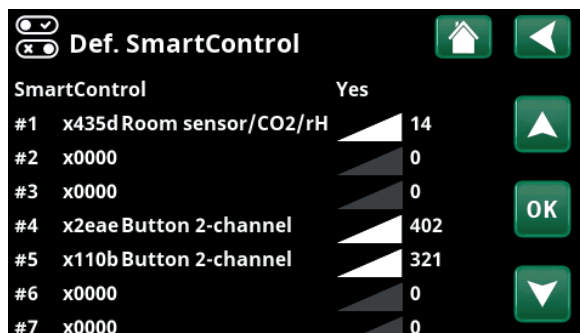 Def. SmartControl
SmartControl Yes
#1 x435d Room sensor/CO2/rH 14
#2 x0000 0
#3 x0000 0
#4 x2eae Button 2-channel 402
OK
#5 x110b Button 2-channel 321
#6 x0000 0
#7 x0000 0